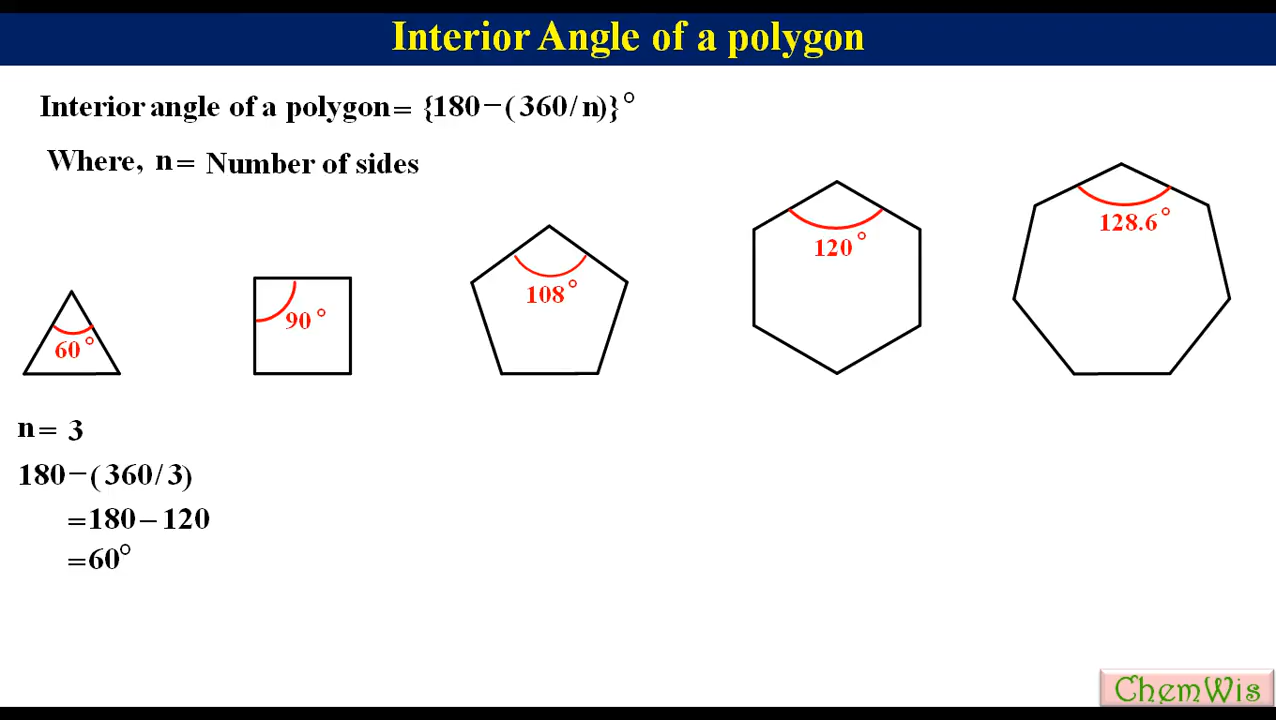 Interior Angle of a polygon
Interior angle of a polygon = {180−(360/n)}°
Where, n = Number of sides
60°
90°
108°
120°
128.6°
n = 3
180−(360/3)
=180−120
=60°
ChemWis